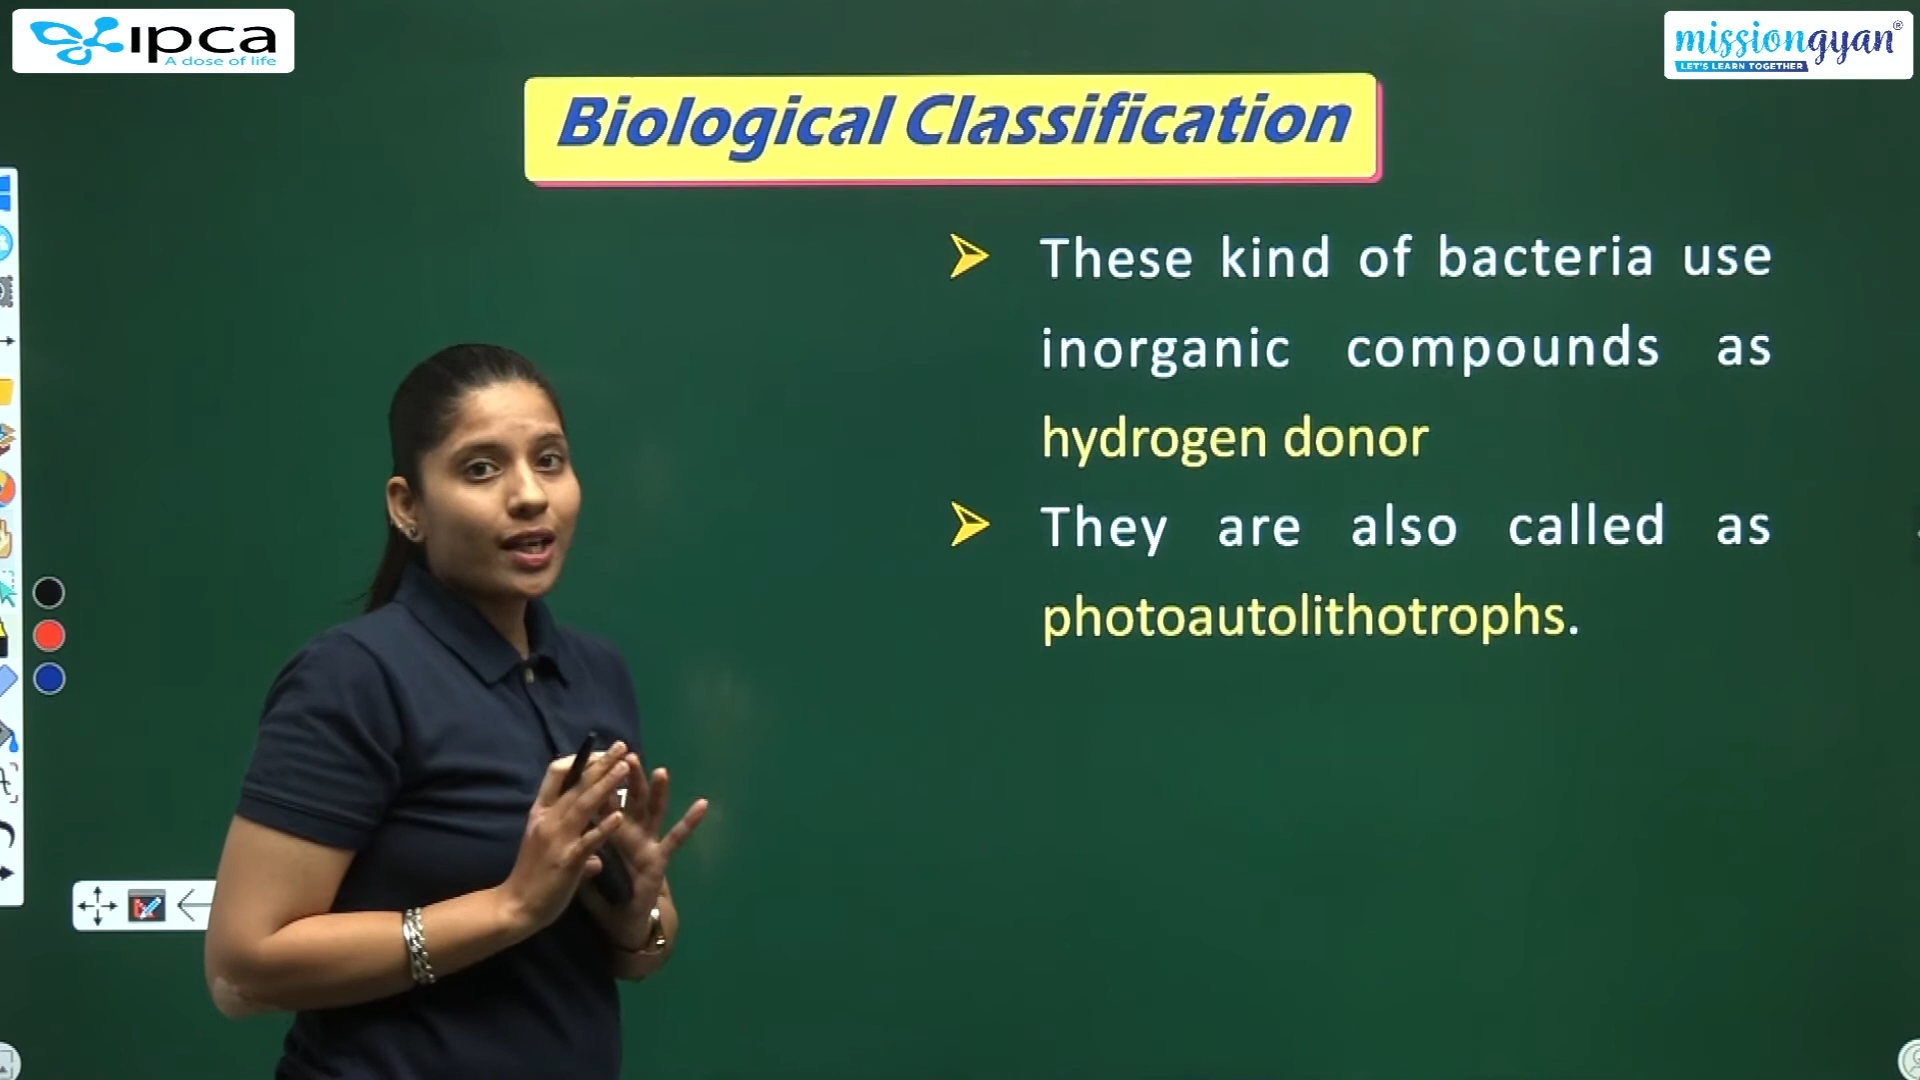 ipca
A dose of life
missiongyan®
LET'S LEARN TOGETHER
Biological Classification
These kind of bacteria use
inorganic compounds as
hydrogen donor
They are also called as
photoautolithotrophs.